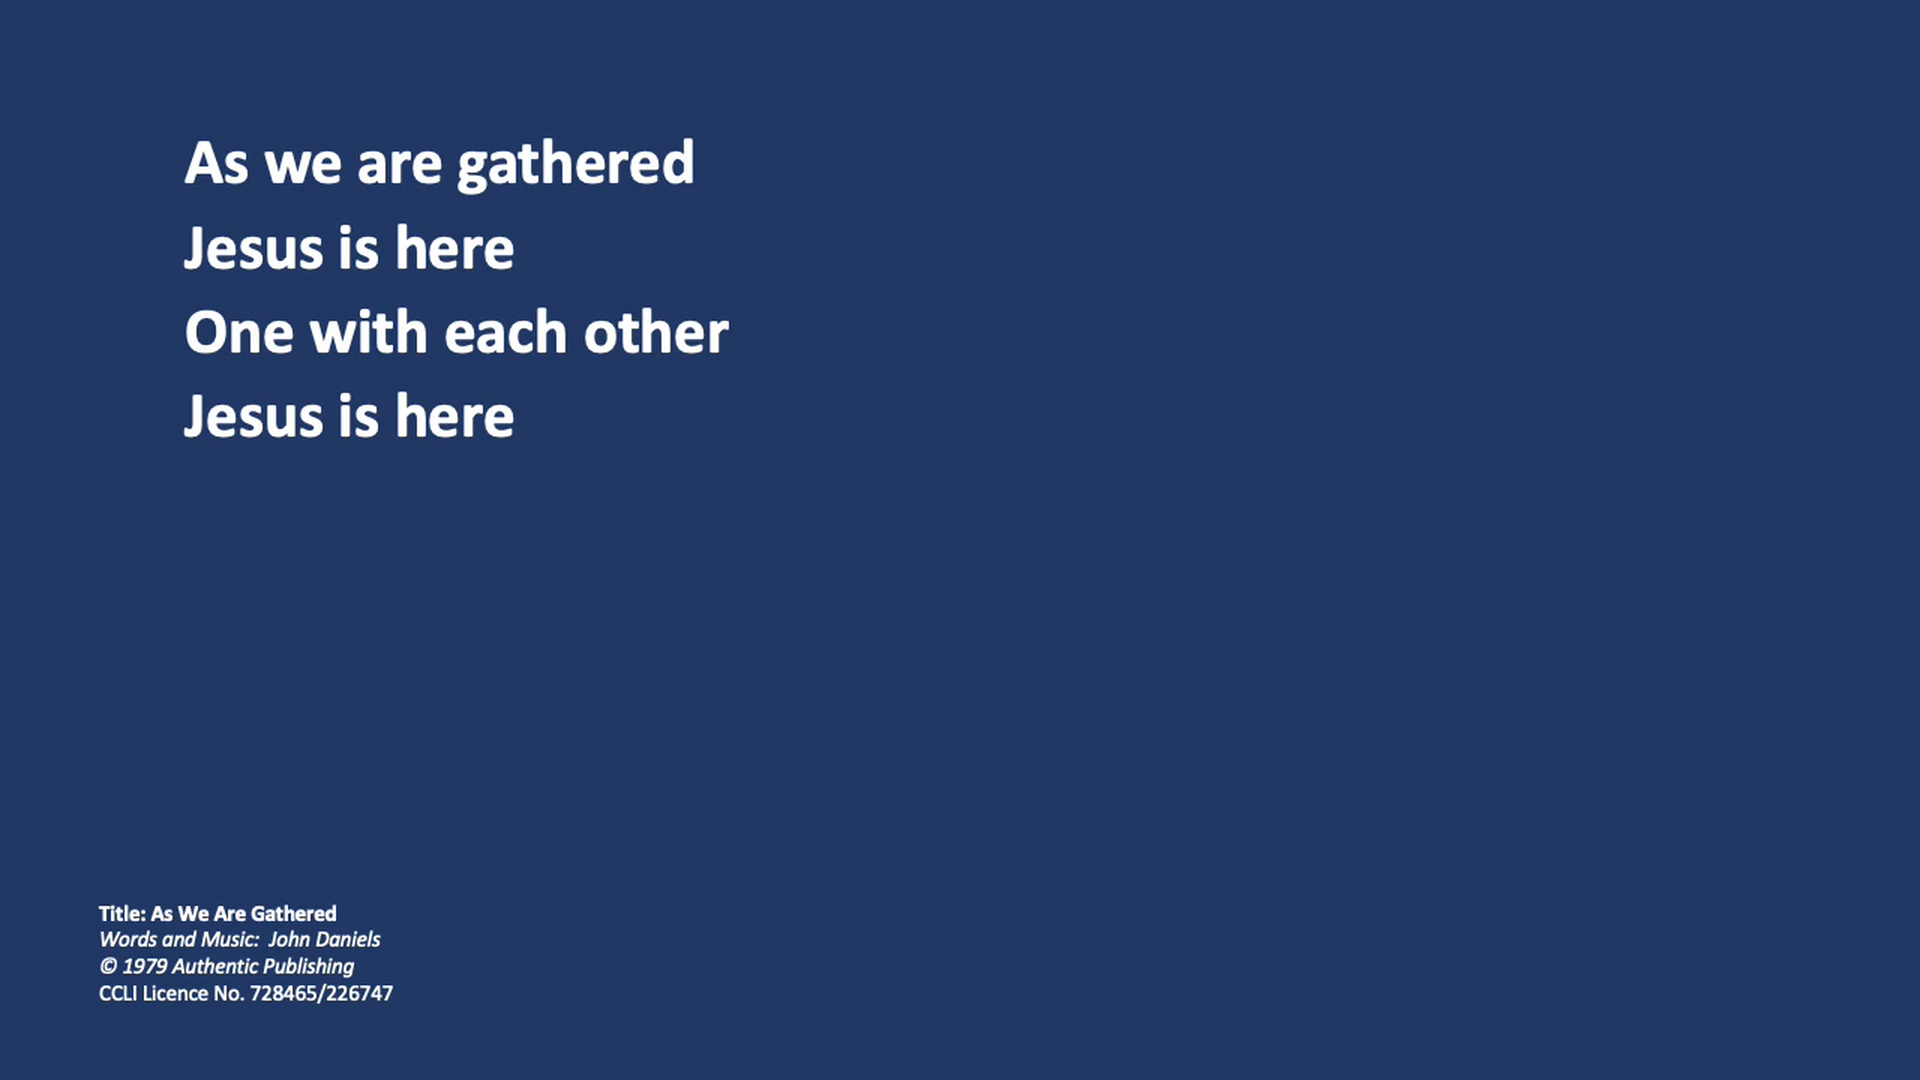 As we are gathered
Jesus is here
One with each other
Jesus is here
Title: As We Are Gathered
Words and Music:  John Daniels
© 1979 Authentic Publishing
CCLI Licence No. 728465/226747